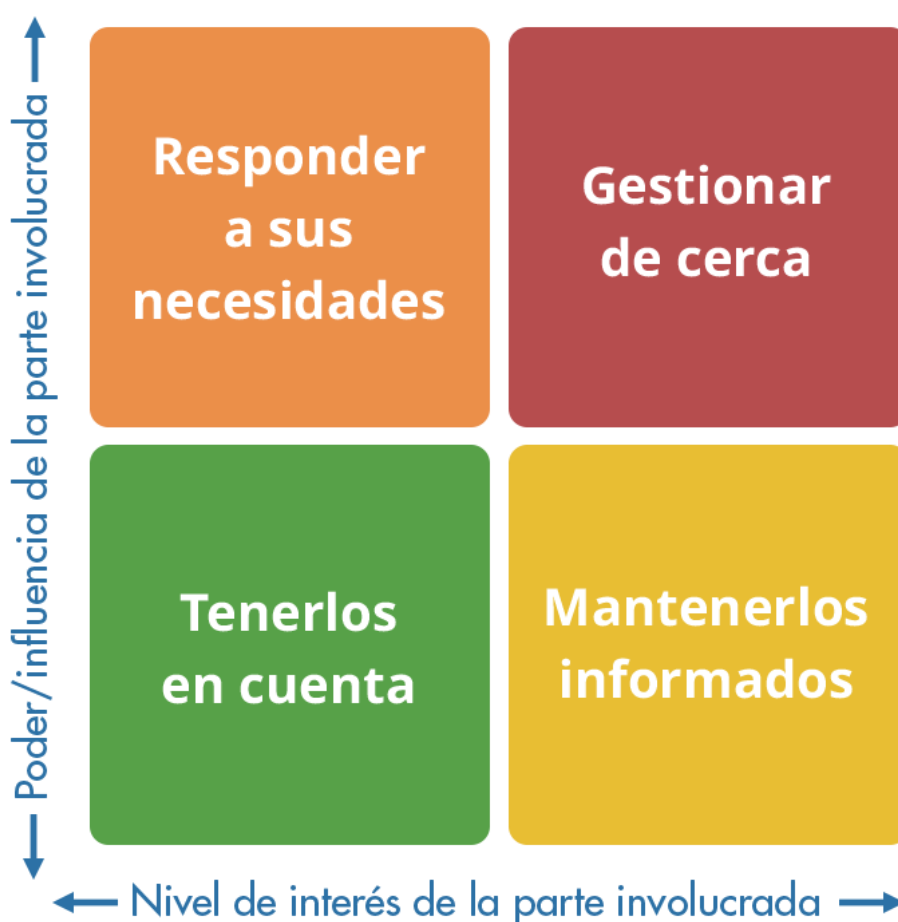 Poder/influencia de la parte involucrada
Responder
a sus
necesidades
Gestionar
de cerca
Tenerlos
en cuenta
Mantenerlos
informados
Nivel de interés de la parte involucrada